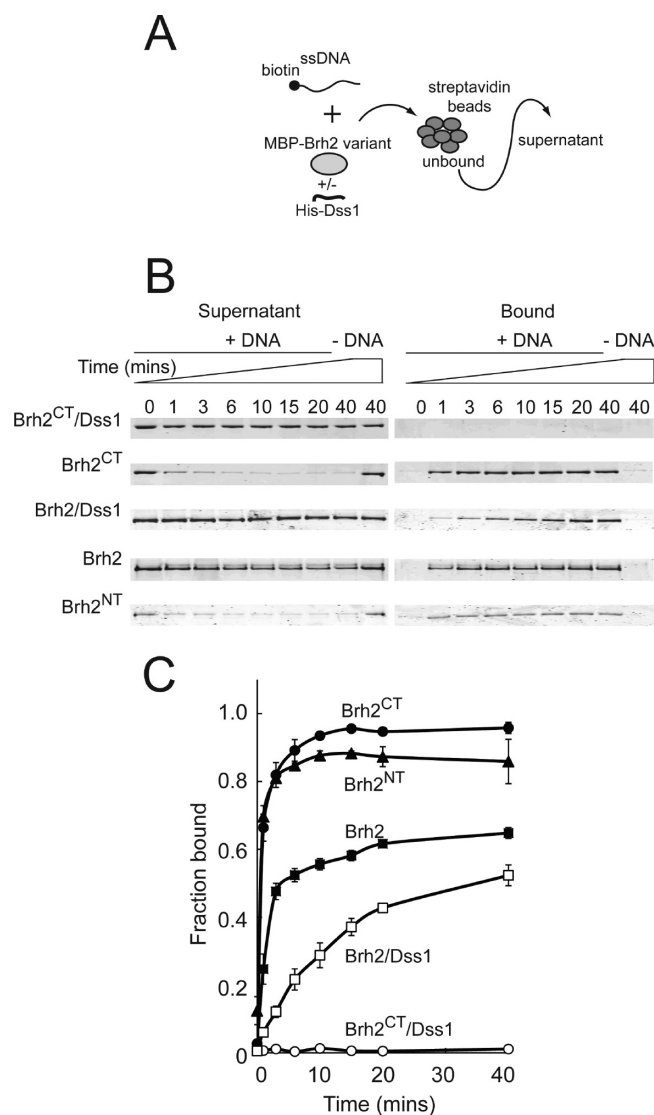 A
ssDNA
biotin
+
MBP-Brh2 variant
+/-
His-Dss1
streptavidin
beads
unbound
supernatant
B
Supernatant Bound
+ DNA - DNA + DNA - DNA
Time (mins)
0 1 3 6 10 15 20 40 40 0 1 3 6 10 15 20 40 40
Brh2CT/Dss1
Brh2CT
Brh2/Dss1
Brh2
Brh2NT
C
Brh2CT
Brh2NT
Brh2
Brh2/Dss1
Brh2CT/Dss1
Fraction bound
1.0
0.8
0.6
0.4
0.2
0
0 10 20 30 40
Time (mins)